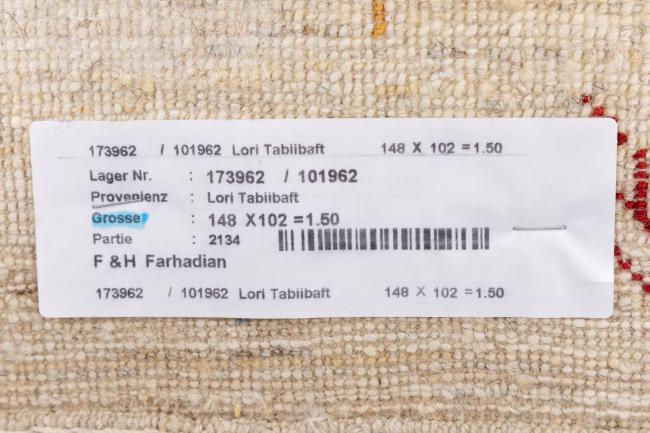 173962 / 101962 Lori Tabiibaft 148 X 102 =1.50
Lager Nr. : 173962 / 101962
Provenienz : Lori Tabiibaft
Grosse : 148 X102 =1.50
Partie : 2134
F & H Farhadian
173962 / 101962 Lori Tabiibaft 148 X 102 =1.50